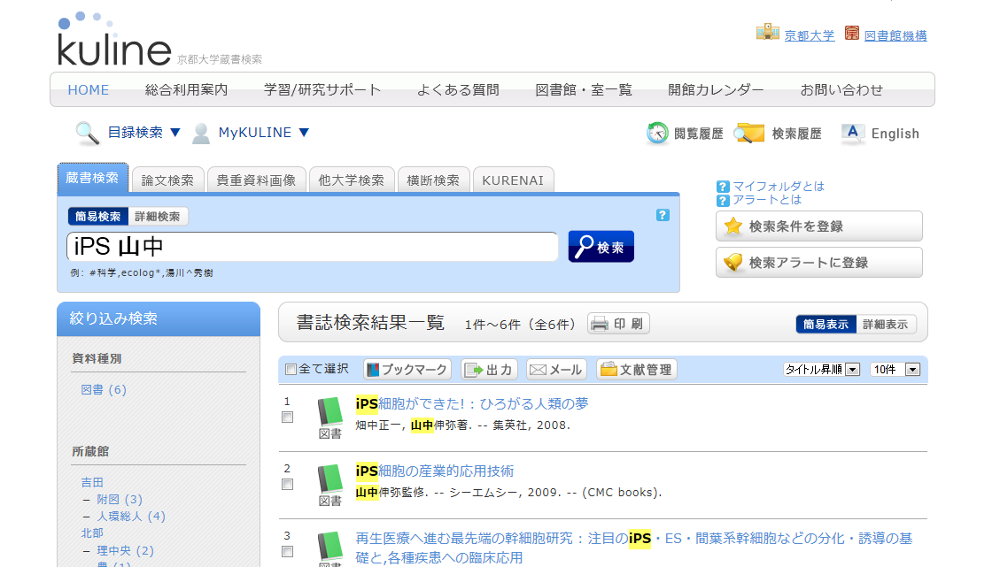 kuline 京都大学蔵書検索
京都大学 図書館機構
HOME 総合利用案内 学習/研究サポート よくある質問 図書館・室一覧 開館カレンダー お問い合わせ
目録検索 ▼ MyKULINE ▼ 閲覧履歴 検索履歴 A English
蔵書検索 論文検索 貴重資料画像 他大学検索 横断検索 KURENAI
? マイフォルダとは
? アラートとは
簡易検索 詳細検索 ?
iPS 山中 検索
例: #科学,ecolog*,湯川^秀樹
検索条件を登録
検索アラートに登録
絞り込み検索
資料種別
図書 (6)
所蔵館
吉田
− 附図 (3)
− 人環総人 (4)
北部
− 理中央 (2)
− 農 (1)
書誌検索結果一覧 1件～6件（全6件） 印 刷 簡易表示 詳細表示
全て選択 ブックマーク 出 力 メール 文献管理 タイトル昇順 10件
1 図書 iPS細胞ができた! : ひろがる人類の夢
畑中正一, 山中伸弥著. -- 集英社, 2008.
2 図書 iPS細胞の産業的応用技術
山中伸弥監修. -- シーエムシー, 2009. -- (CMC books).
3 図書 再生医療へ進む最先端の幹細胞研究 : 注目のiPS・ES・間葉系幹細胞などの分化・誘導の基
礎と,各種疾患への臨床応用